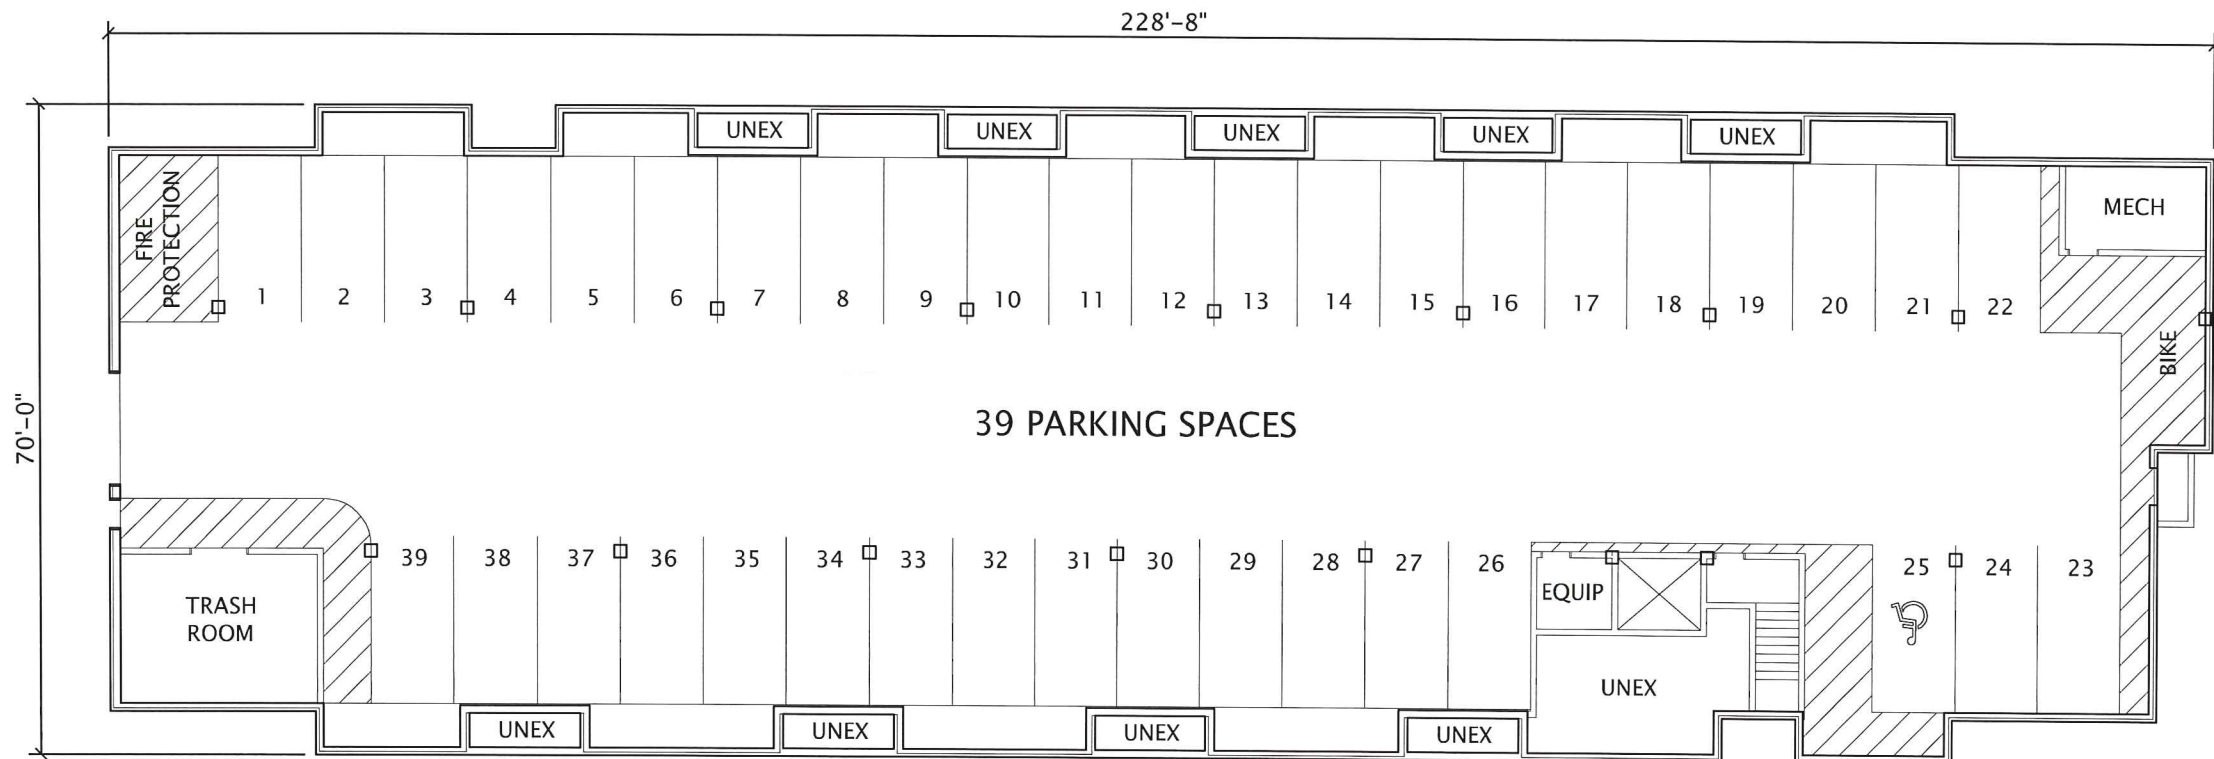 228'-8"
70'-0"
UNEX UNEX UNEX UNEX UNEX
FIRE
PROTECTION
MECH
1 2 3 4 5 6 7 8 9 10 11 12 13 14 15 16 17 18 19 20 21 22
BIKE
39 PARKING SPACES
39 38 37 36 35 34 33 32 31 30 29 28 27 26 25 24 23
EQUIP
TRASH
ROOM
UNEX
UNEX UNEX UNEX UNEX